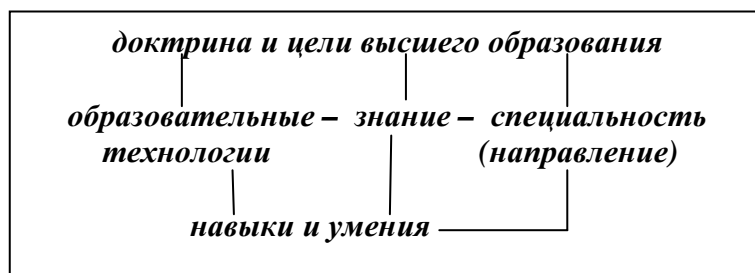 доктрина и цели высшего образования
образовательные – знание – специальность
технологии (направление)
навыки и умения